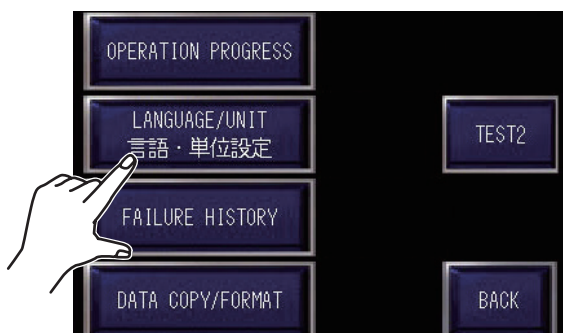 OPERATION PROGRESS
LANGUAGE/UNIT
言語・単位設定
TEST2
FAILURE HISTORY
DATA COPY/FORMAT
BACK